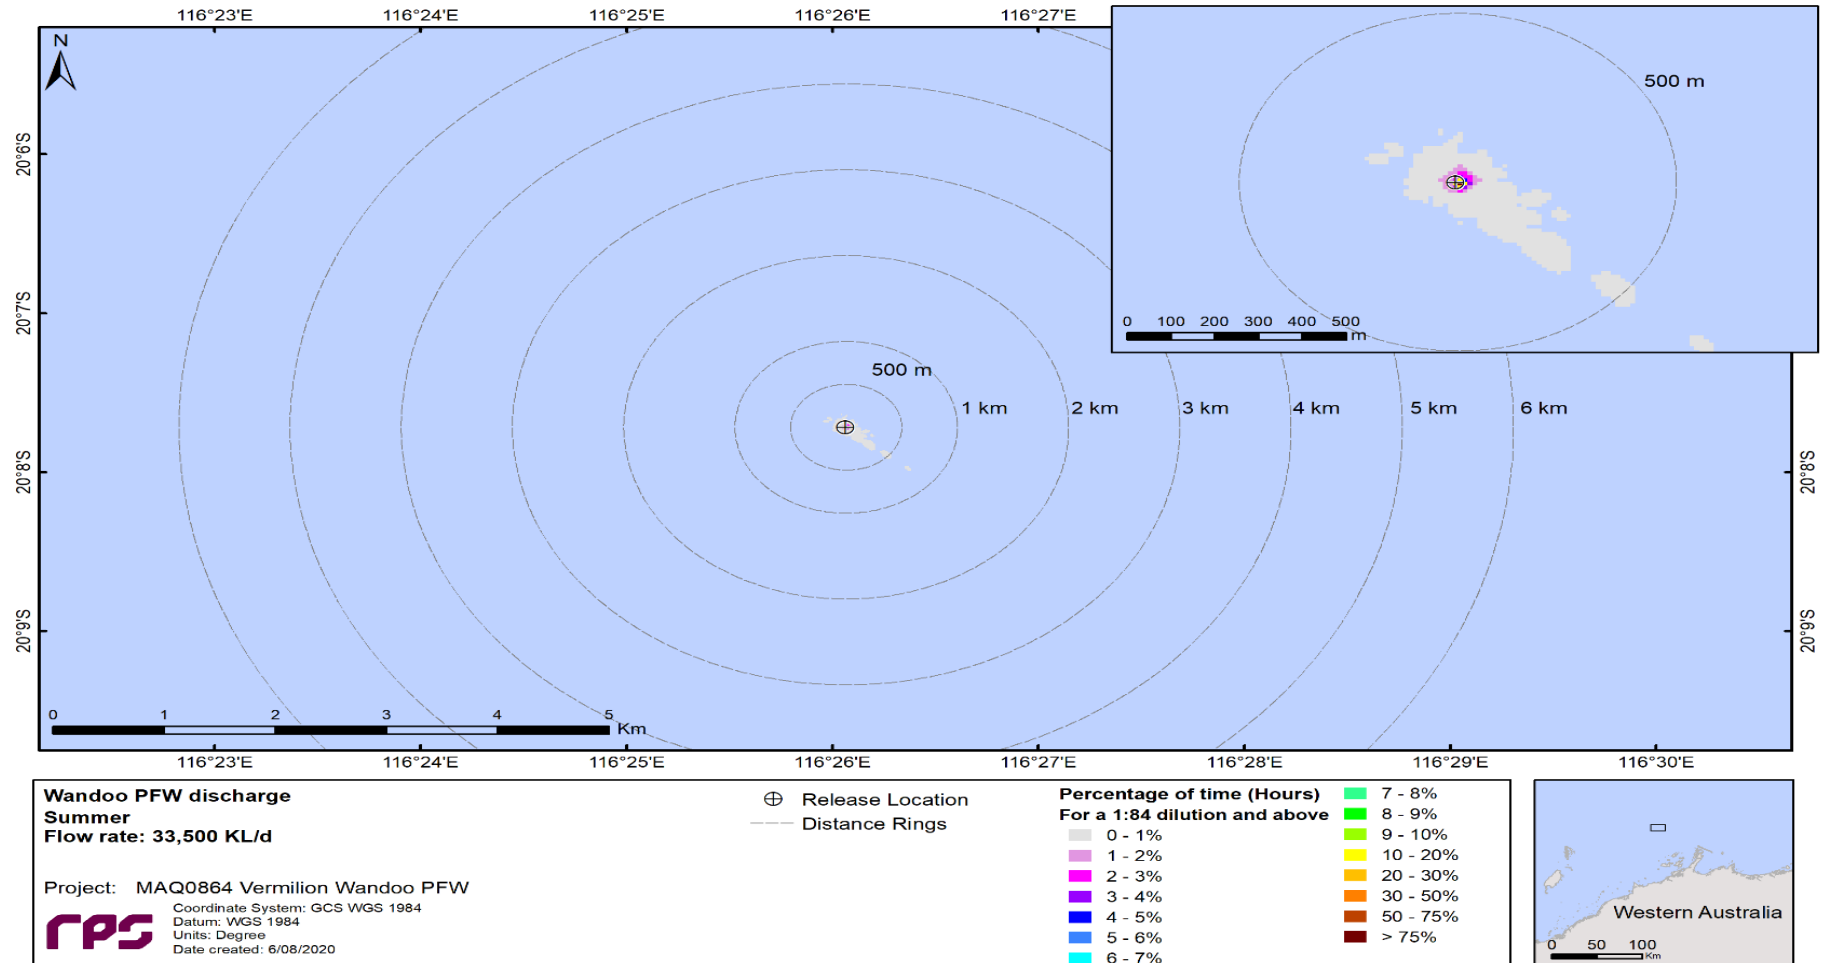 116°23'E 116°24'E 116°25'E 116°26'E 116°27'E
N
500 m
0 100 200 300 400 500
m
20°6'S
20°7'S
20°8'S
20°9'S
500 m
1 km 2 km 3 km 4 km 5 km 6 km
20°8'S
20°9'S
0 1 2 3 4 5
Km
116°23'E 116°24'E 116°25'E 116°26'E 116°27'E 116°28'E 116°29'E 116°30'E
Wandoo PFW discharge
Summer
Flow rate: 33,500 KL/d
Project: MAQ0864 Vermilion Wandoo PFW
rps
Coordinate System: GCS WGS 1984
Datum: WGS 1984
Units: Degree
Date created: 6/08/2020
Release Location
Distance Rings
Percentage of time (Hours)
For a 1:84 dilution and above
0 - 1%
1 - 2%
2 - 3%
3 - 4%
4 - 5%
5 - 6%
6 - 7%
7 - 8%
8 - 9%
9 - 10%
10 - 20%
20 - 30%
30 - 50%
50 - 75%
> 75%
Western Australia
0 50 100
Km